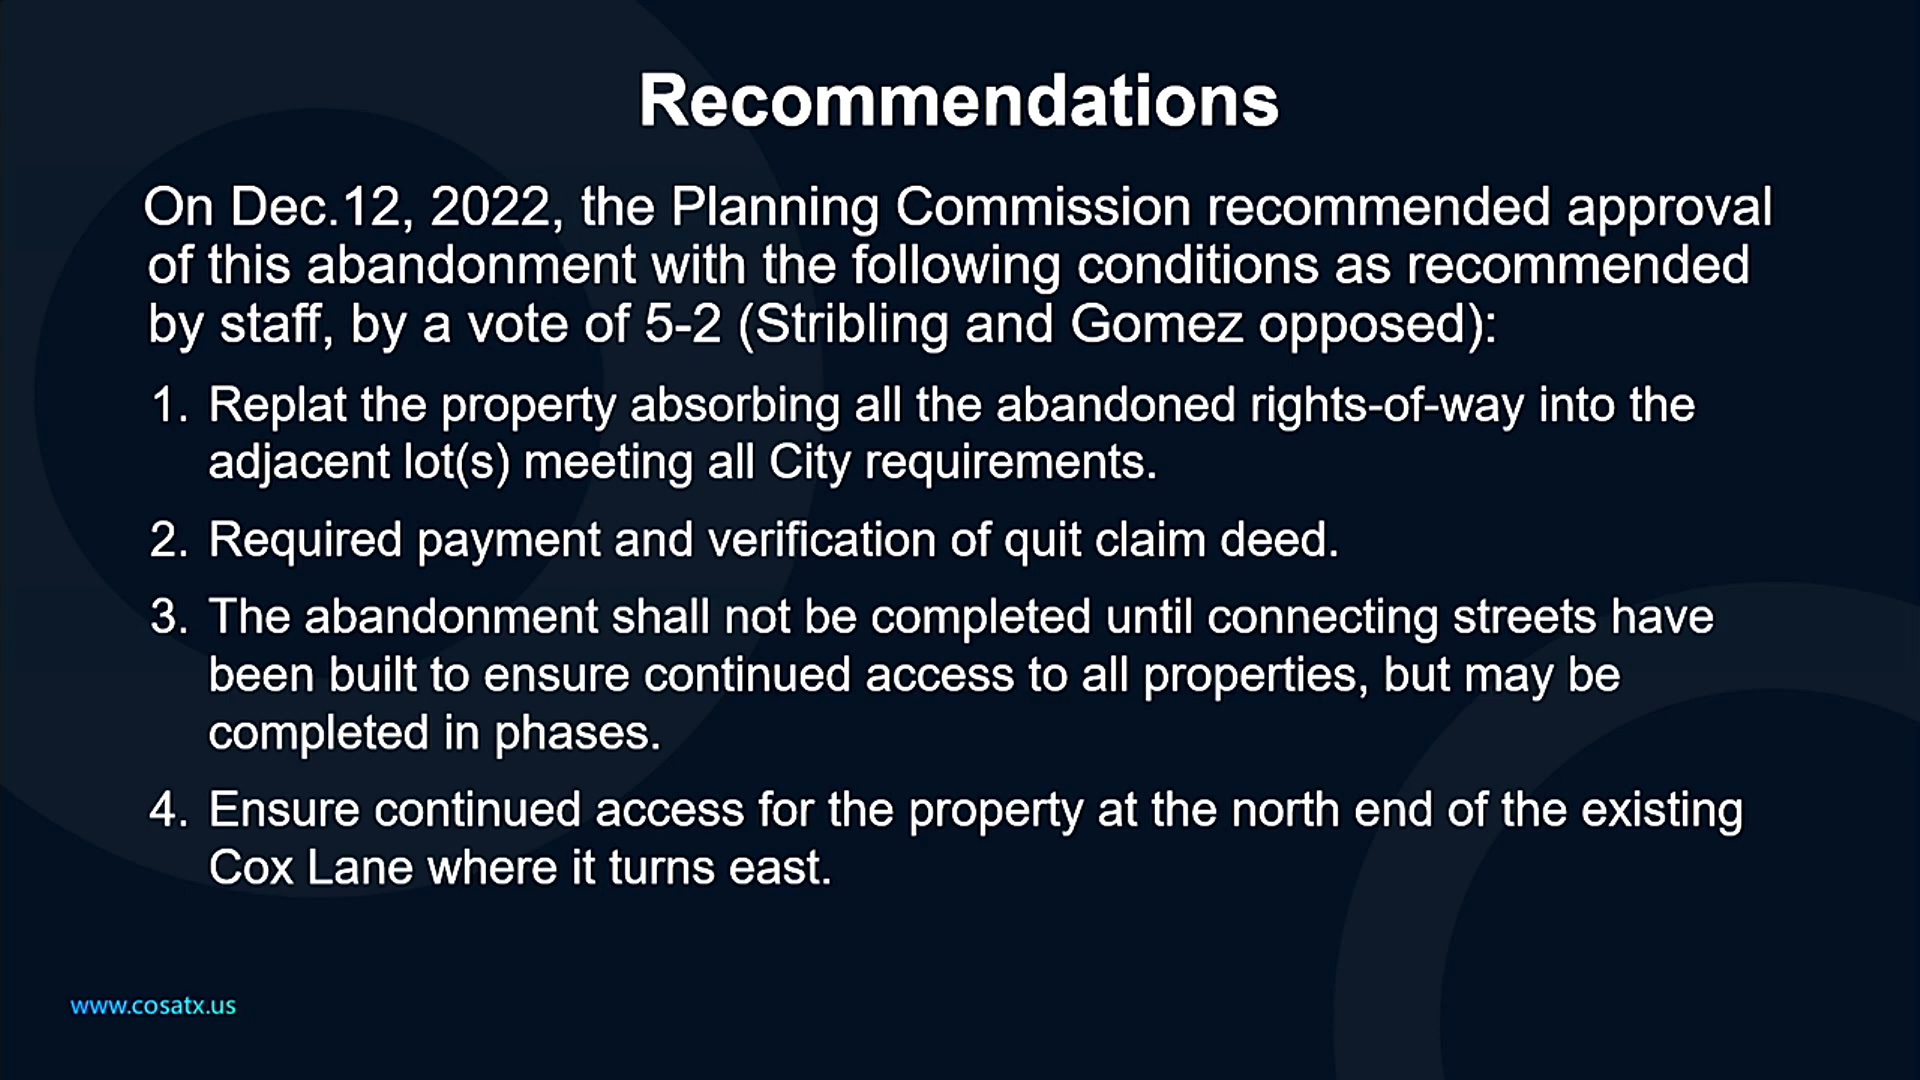 Recommendations
On Dec.12, 2022, the Planning Commission recommended approval
of this abandonment with the following conditions as recommended
by staff, by a vote of 5-2 (Stribling and Gomez opposed):
1. Replat the property absorbing all the abandoned rights-of-way into the
adjacent lot(s) meeting all City requirements.
2. Required payment and verification of quit claim deed.
3. The abandonment shall not be completed until connecting streets have
been built to ensure continued access to all properties, but may be
completed in phases.
4. Ensure continued access for the property at the north end of the existing
Cox Lane where it turns east.
www.cosatx.us